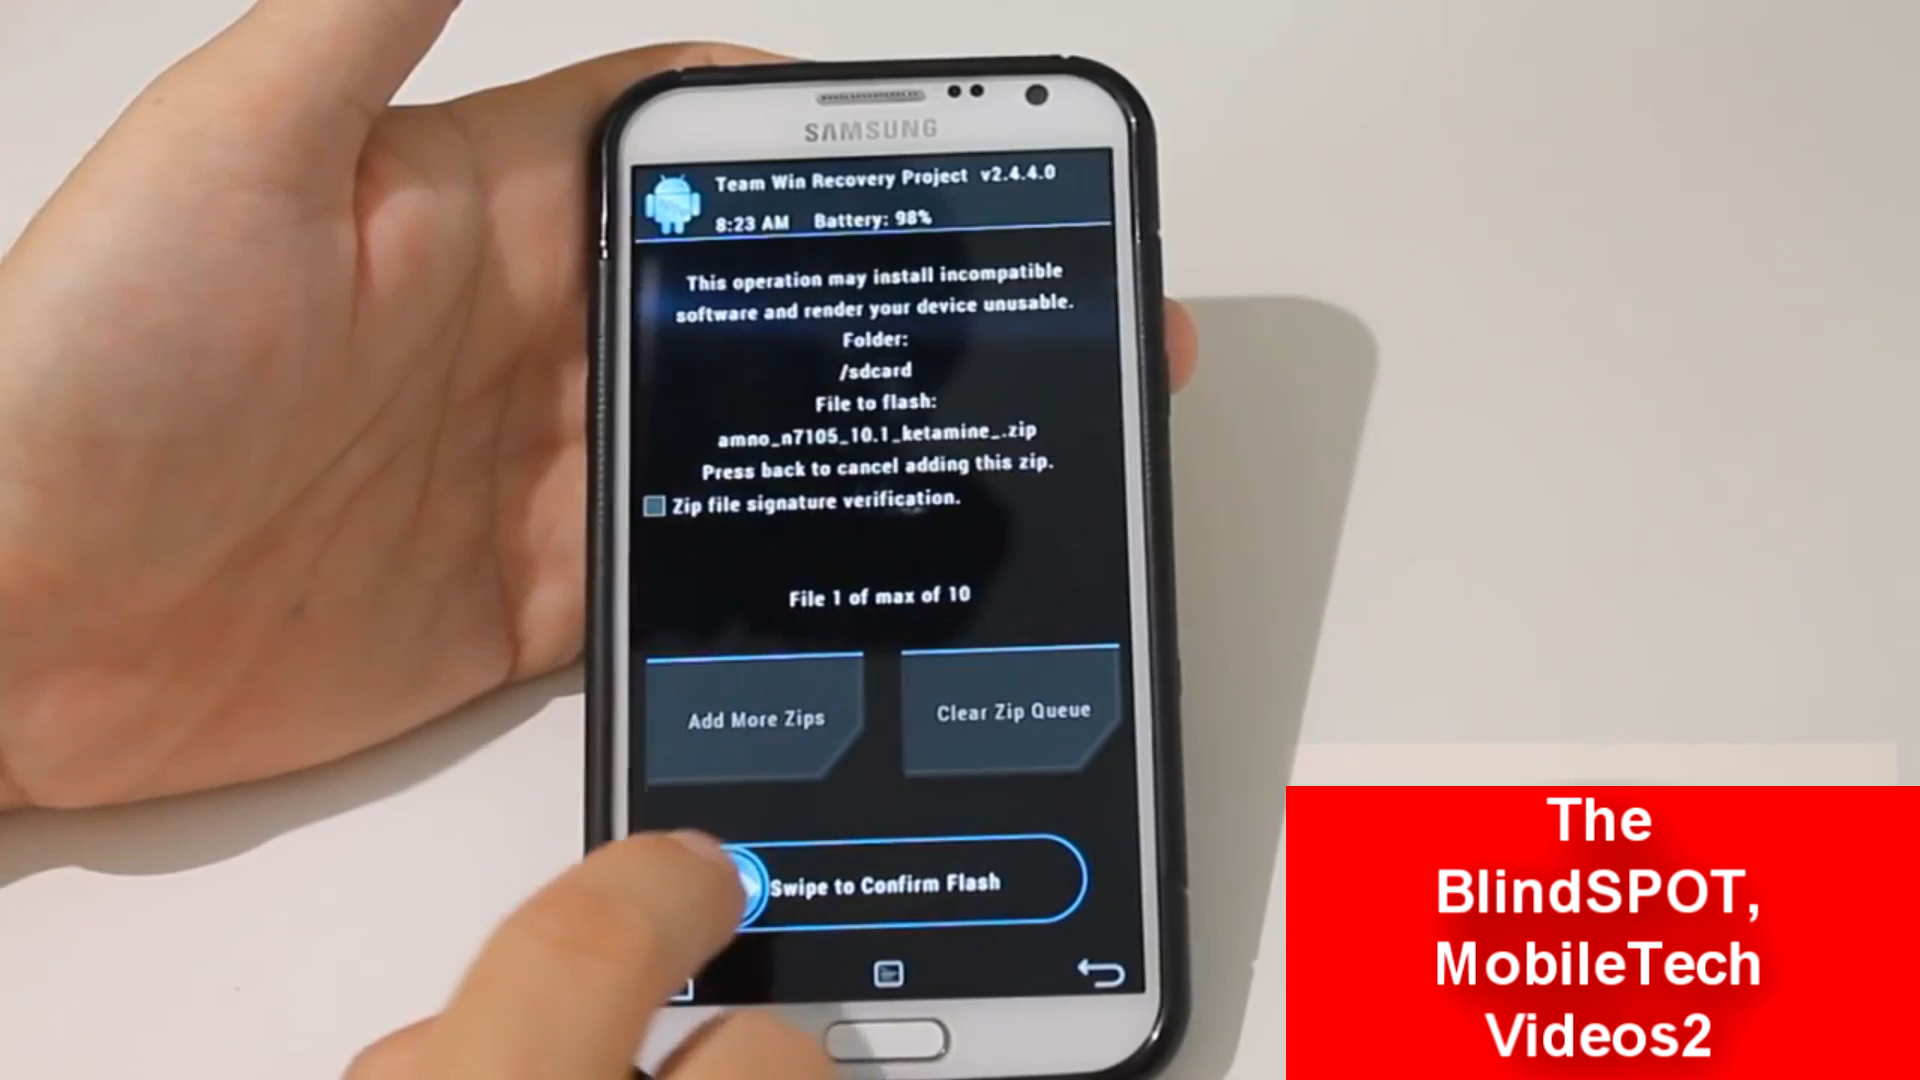 SAMSUNG
Team Win Recovery Project v2.4.4.0
8:23 AM Battery: 98%
This operation may install incompatible
software and render your device unusable.
Folder:
/sdcard
File to flash:
amno_n7105_10.1_ketamine_.zip
Press back to cancel adding this zip.
Zip file signature verification.
File 1 of max of 10
Add More Zips
Clear Zip Queue
Swipe to Confirm Flash
The
BlindSPOT,
MobileTech
Videos2